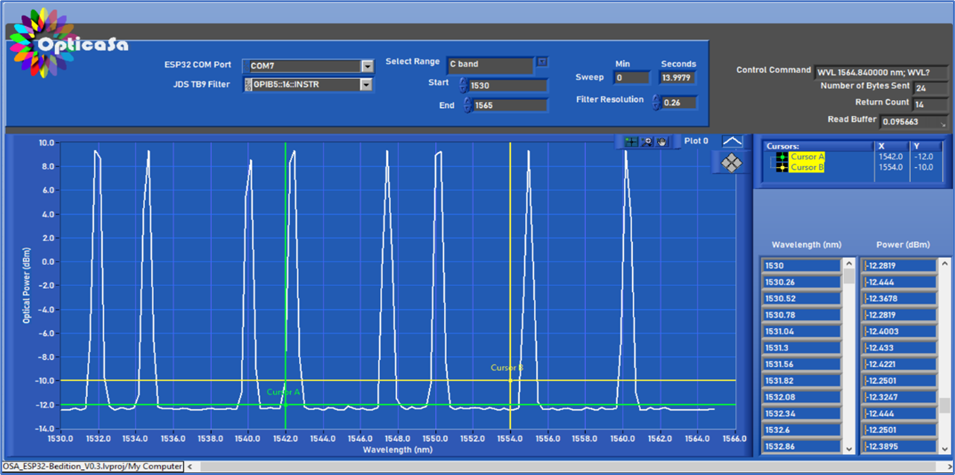 OpticaSa
ESP32 COM Port COM7
JDS TB9 Filter GPIB5::16::INSTR
Select Range C band
Start 1530
End 1565
Min Seconds
Sweep 0 13.9979
Filter Resolution 0.26
Control Command WVL 1564.840000 nm; WVL?
Number of Bytes Sent 24
Return Count 14
Read Buffer 0.095663
Plot 0
Cursors: X Y
Cursor A 1542.0 -12.0
Cursor B 1554.0 -10.0
Optical Power (dBm)
10.0
8.0
6.0
4.0
2.0
0.0
-2.0
-4.0
-6.0
-8.0
-10.0
-12.0
-14.0
Cursor B
Cursor A
1530.0 1532.0 1534.0 1536.0 1538.0 1540.0 1542.0 1544.0 1546.0 1548.0 1550.0 1552.0 1554.0 1556.0 1558.0 1560.0 1562.0 1564.0 1566.0
Wavelength (nm)
Wavelength (nm) Power (dBm)
1530 -12.2819
1530.26 -12.444
1530.52 -12.3678
1530.78 -12.2819
1531.04 -12.4003
1531.3 -12.433
1531.56 -12.4221
1531.82 -12.2501
1532.08 -12.3247
1532.34 -12.444
1532.6 -12.2501
1532.86 -12.3895
OSA_ESP32-Bedition_V0.3.lvproj/My Computer